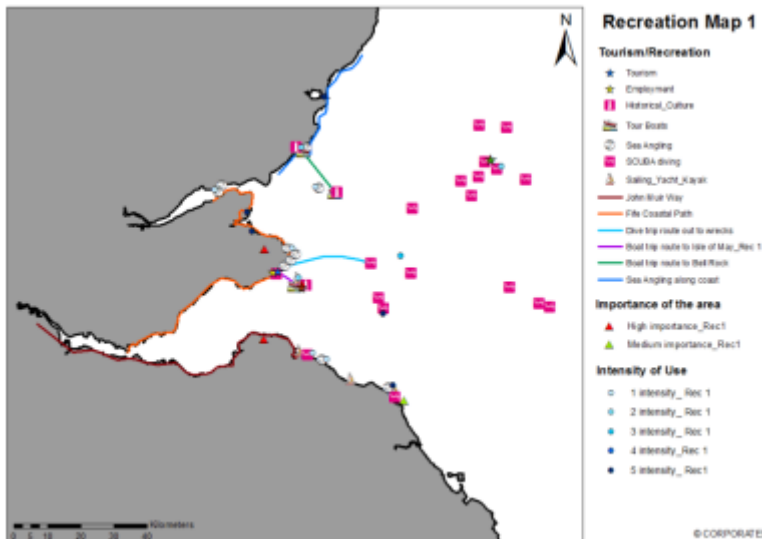 N
Recreation Map 1
Tourism/Recreation
Tourism
Employment
Historical_Culture
Tour Boats
Sea Angling
SCUBA diving
Sailing_Yacht_Kayak
John Muir Way
Fife Coastal Path
Dive trip route out to wrecks
Boat trip route to Isle of May_Rec 1
Boat trip route to Bell Rock
Sea Angling along coast
Importance of the area
High importance_Rec1
Medium importance_Rec1
Intensity of Use
1 intensity_ Rec 1
2 intensity_ Rec 1
3 intensity_ Rec 1
4 intensity_Rec 1
5 intensity_ Rec1
Kilometers
0 5 10 20 30 40
© CORPORATE